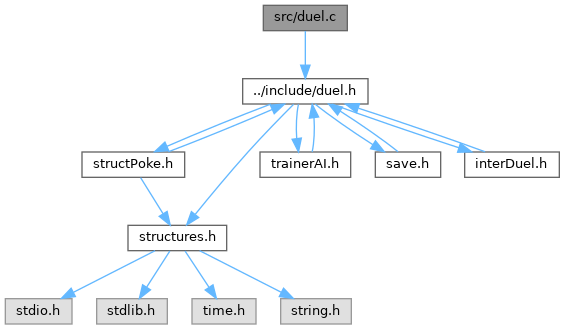 src/duel.c
../include/duel.h
structPoke.h
trainerAI.h
save.h
interDuel.h
structures.h
stdio.h
stdlib.h
time.h
string.h